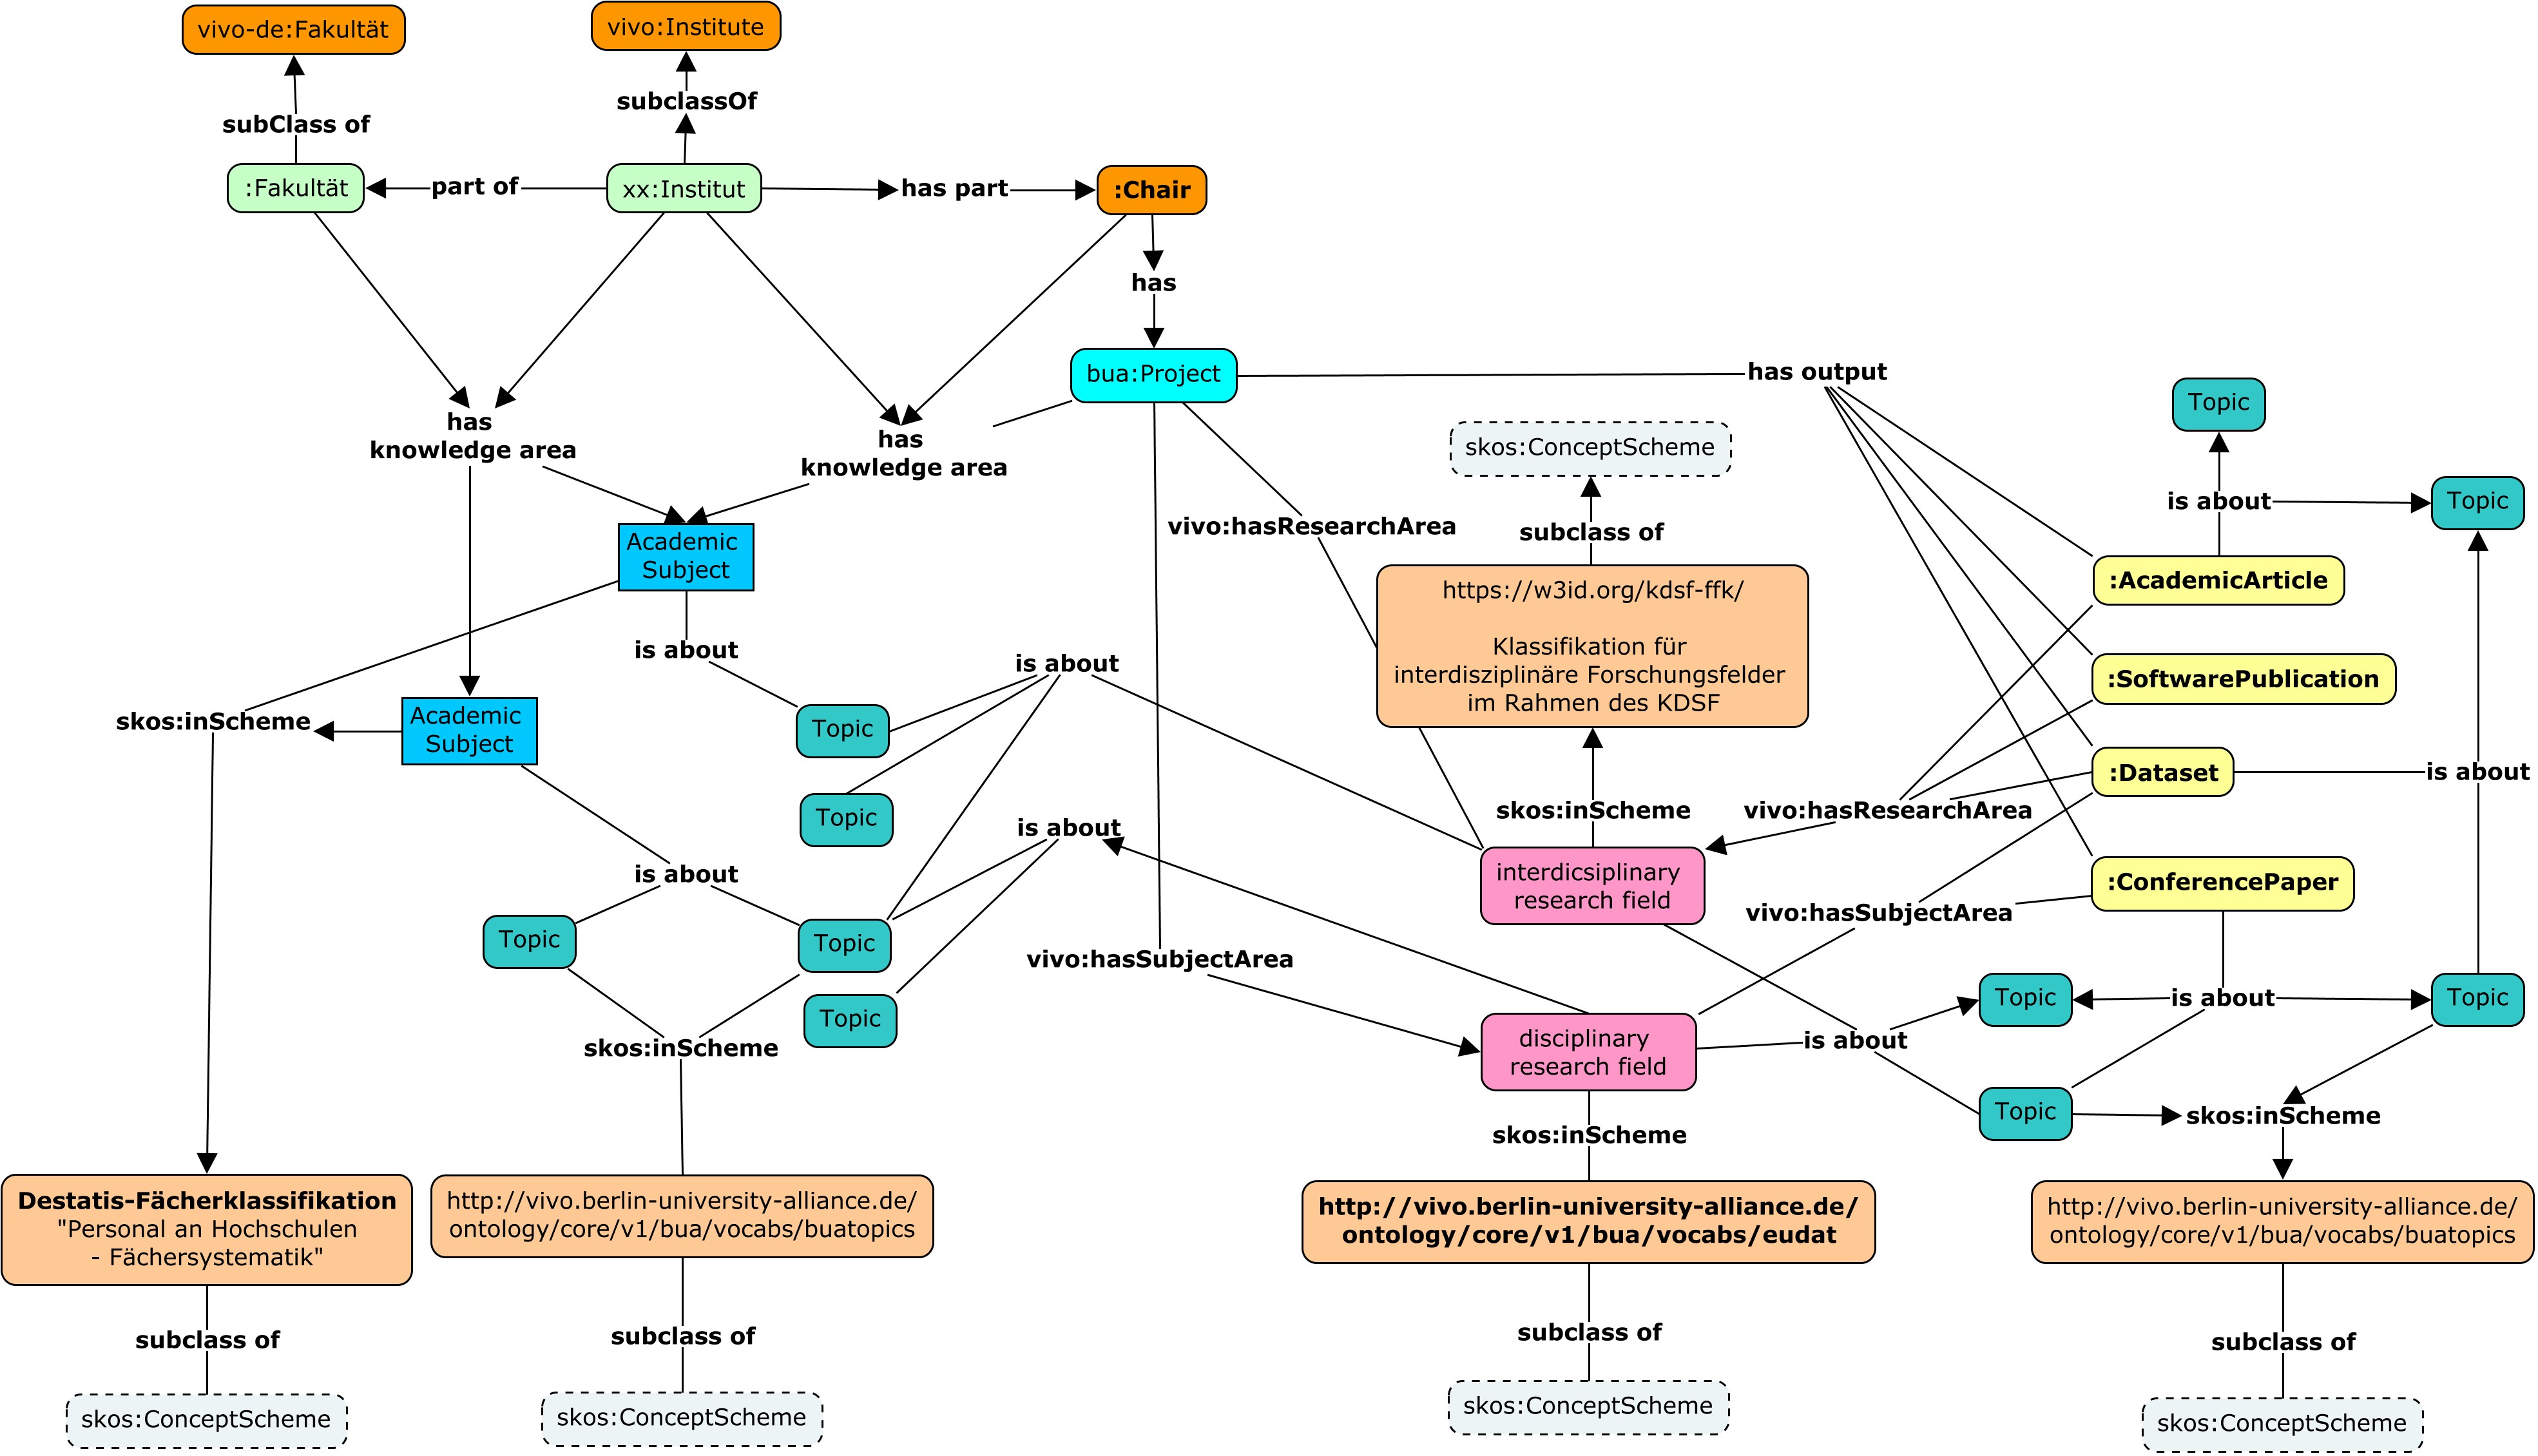 vivo-de:Fakultät
vivo:Institute
subClass of
subclassOf
:Fakultät
part of
xx:Institut
has part
:Chair
has
bua:Project
has output
Topic
has
knowledge area
has
knowledge area
skos:ConceptScheme
is about
Topic
vivo:hasResearchArea
subclass of
Academic
Subject
:AcademicArticle
https://w3id.org/kdsf-ffk/
Klassifikation für
interdisziplinäre Forschungsfelder
im Rahmen des KDSF
is about
is about
:SoftwarePublication
skos:inScheme
Academic
Subject
Topic
:Dataset
is about
Topic
is about
skos:inScheme
vivo:hasResearchArea
is about
interdicsiplinary
research field
:ConferencePaper
vivo:hasSubjectArea
Topic
Topic
vivo:hasSubjectArea
Topic
is about
Topic
Topic
skos:inScheme
disciplinary
research field
is about
Topic
skos:inScheme
skos:inScheme
Destatis-Fächerklassifikation
"Personal an Hochschulen
- Fächersystematik"
http://vivo.berlin-university-alliance.de/
ontology/core/v1/bua/vocabs/buatopics
http://vivo.berlin-university-alliance.de/
ontology/core/v1/bua/vocabs/eudat
http://vivo.berlin-university-alliance.de/
ontology/core/v1/bua/vocabs/buatopics
subclass of
subclass of
subclass of
subclass of
skos:ConceptScheme
skos:ConceptScheme
skos:ConceptScheme
skos:ConceptScheme